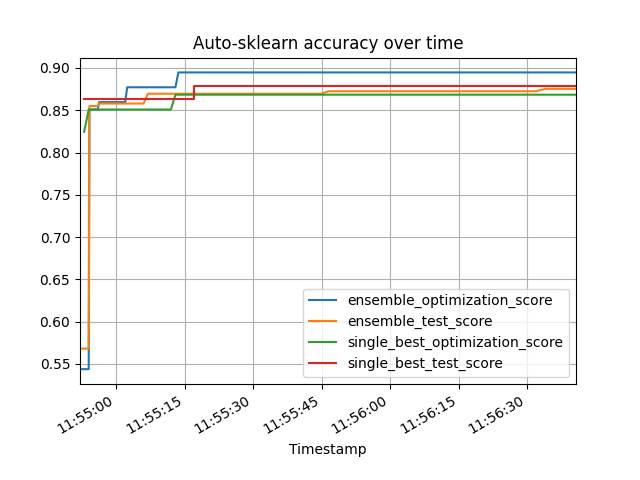 Auto-sklearn accuracy over time
0.90
0.85
0.80
0.75
0.70
0.65
0.60
0.55
ensemble_optimization_score
ensemble_test_score
single_best_optimization_score
single_best_test_score
11:55:00
11:55:15
11:55:30
11:55:45
11:56:00
11:56:15
11:56:30
Timestamp